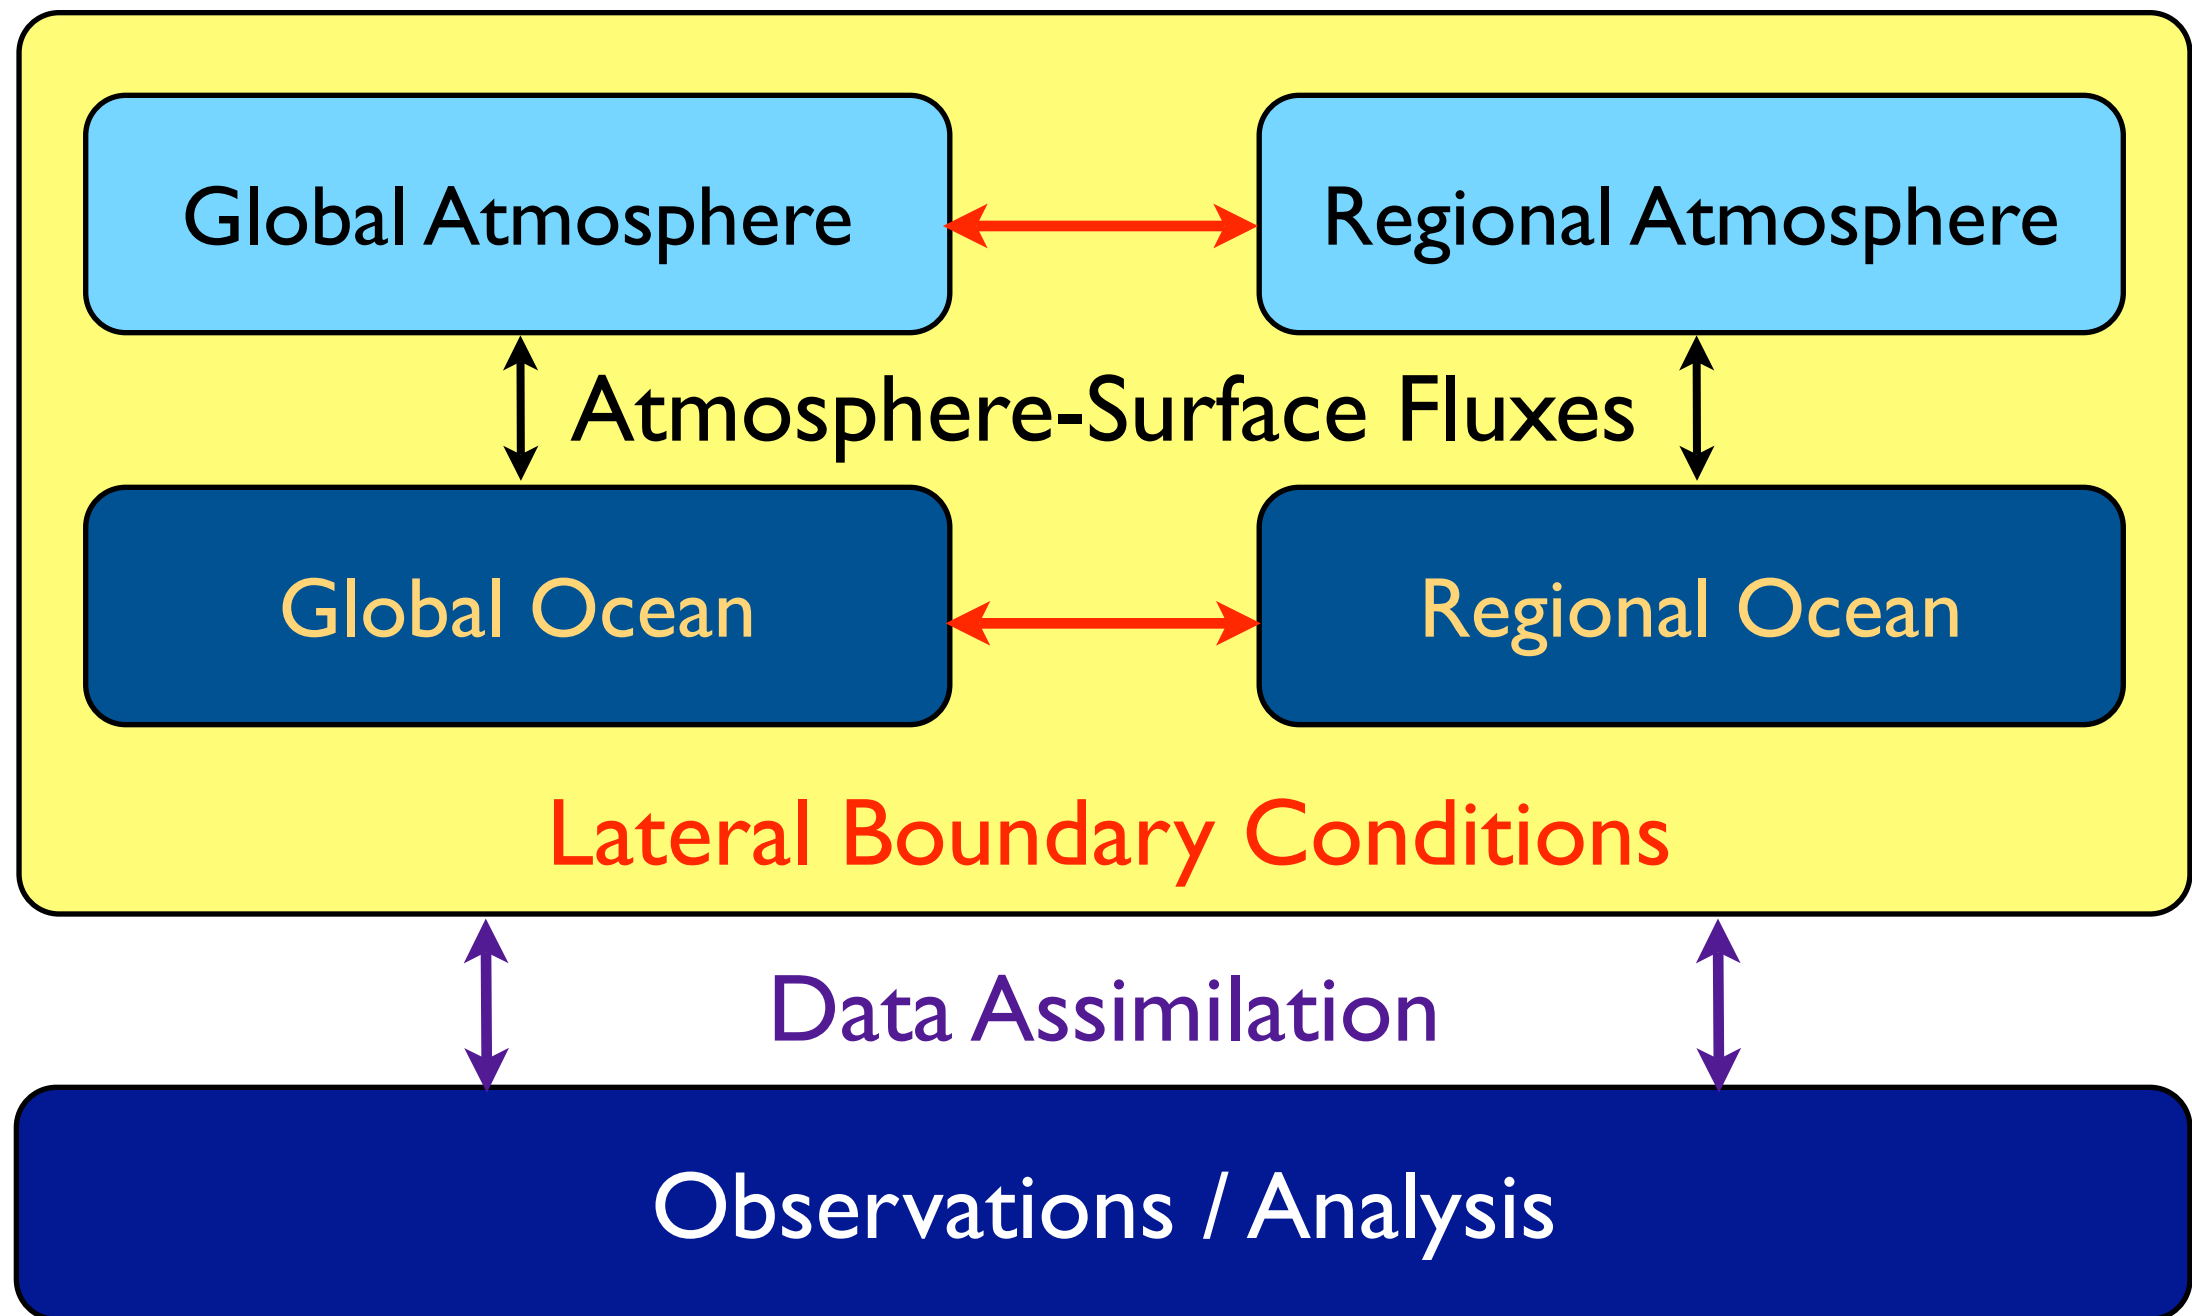 Global Atmosphere
Regional Atmosphere
Atmosphere-Surface Fluxes
Global Ocean
Regional Ocean
Lateral Boundary Conditions
Data Assimilation
Observations / Analysis